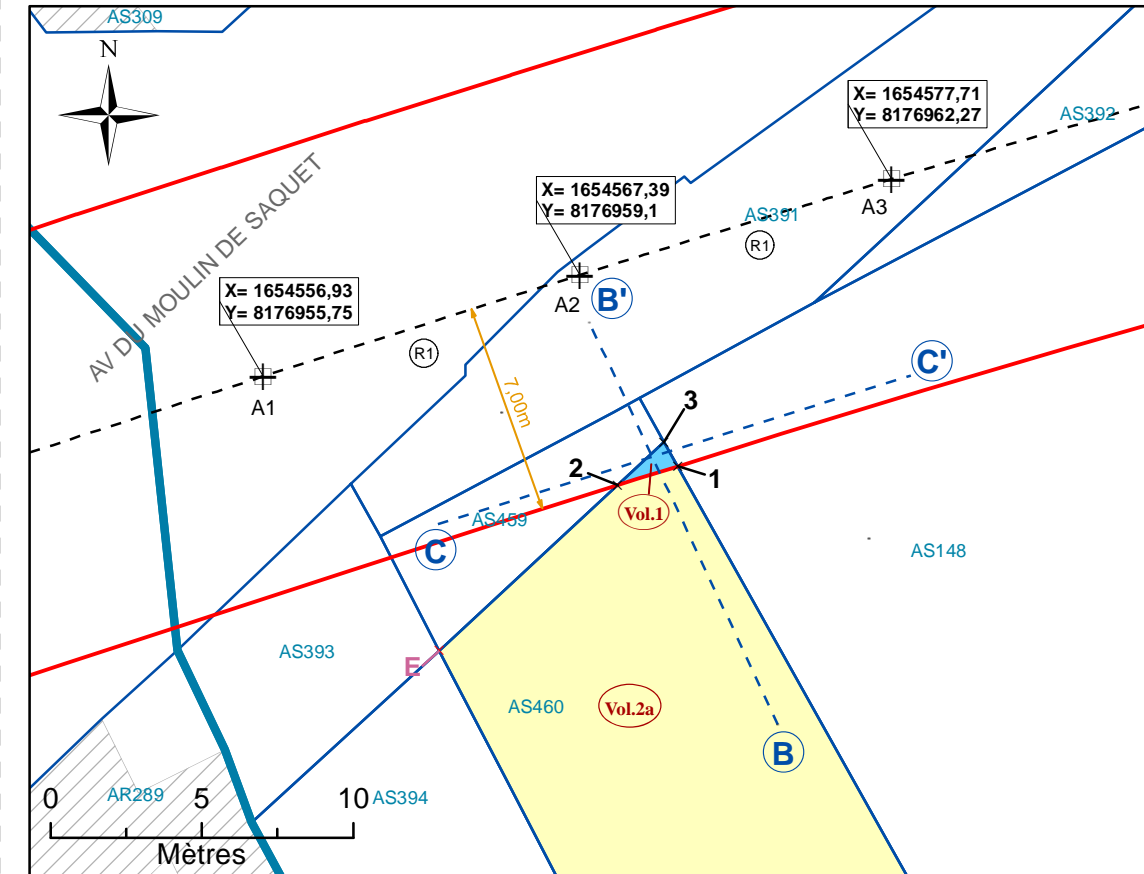 AS309
N
X= 1654577,71
Y= 8176962,27
AS392
AV DU MOULIN DE SAQUET
X= 1654567,39
Y= 8176959,1
A3
AS391
R1
X= 1654556,93
Y= 8176955,75
A2
B'
R1
C'
A1
7,00m
3
2
1
Vol.1
AS459
C
AS148
AS393
E
AS460
Vol.2a
B
0
5
10
AR289
AS394
Mètres